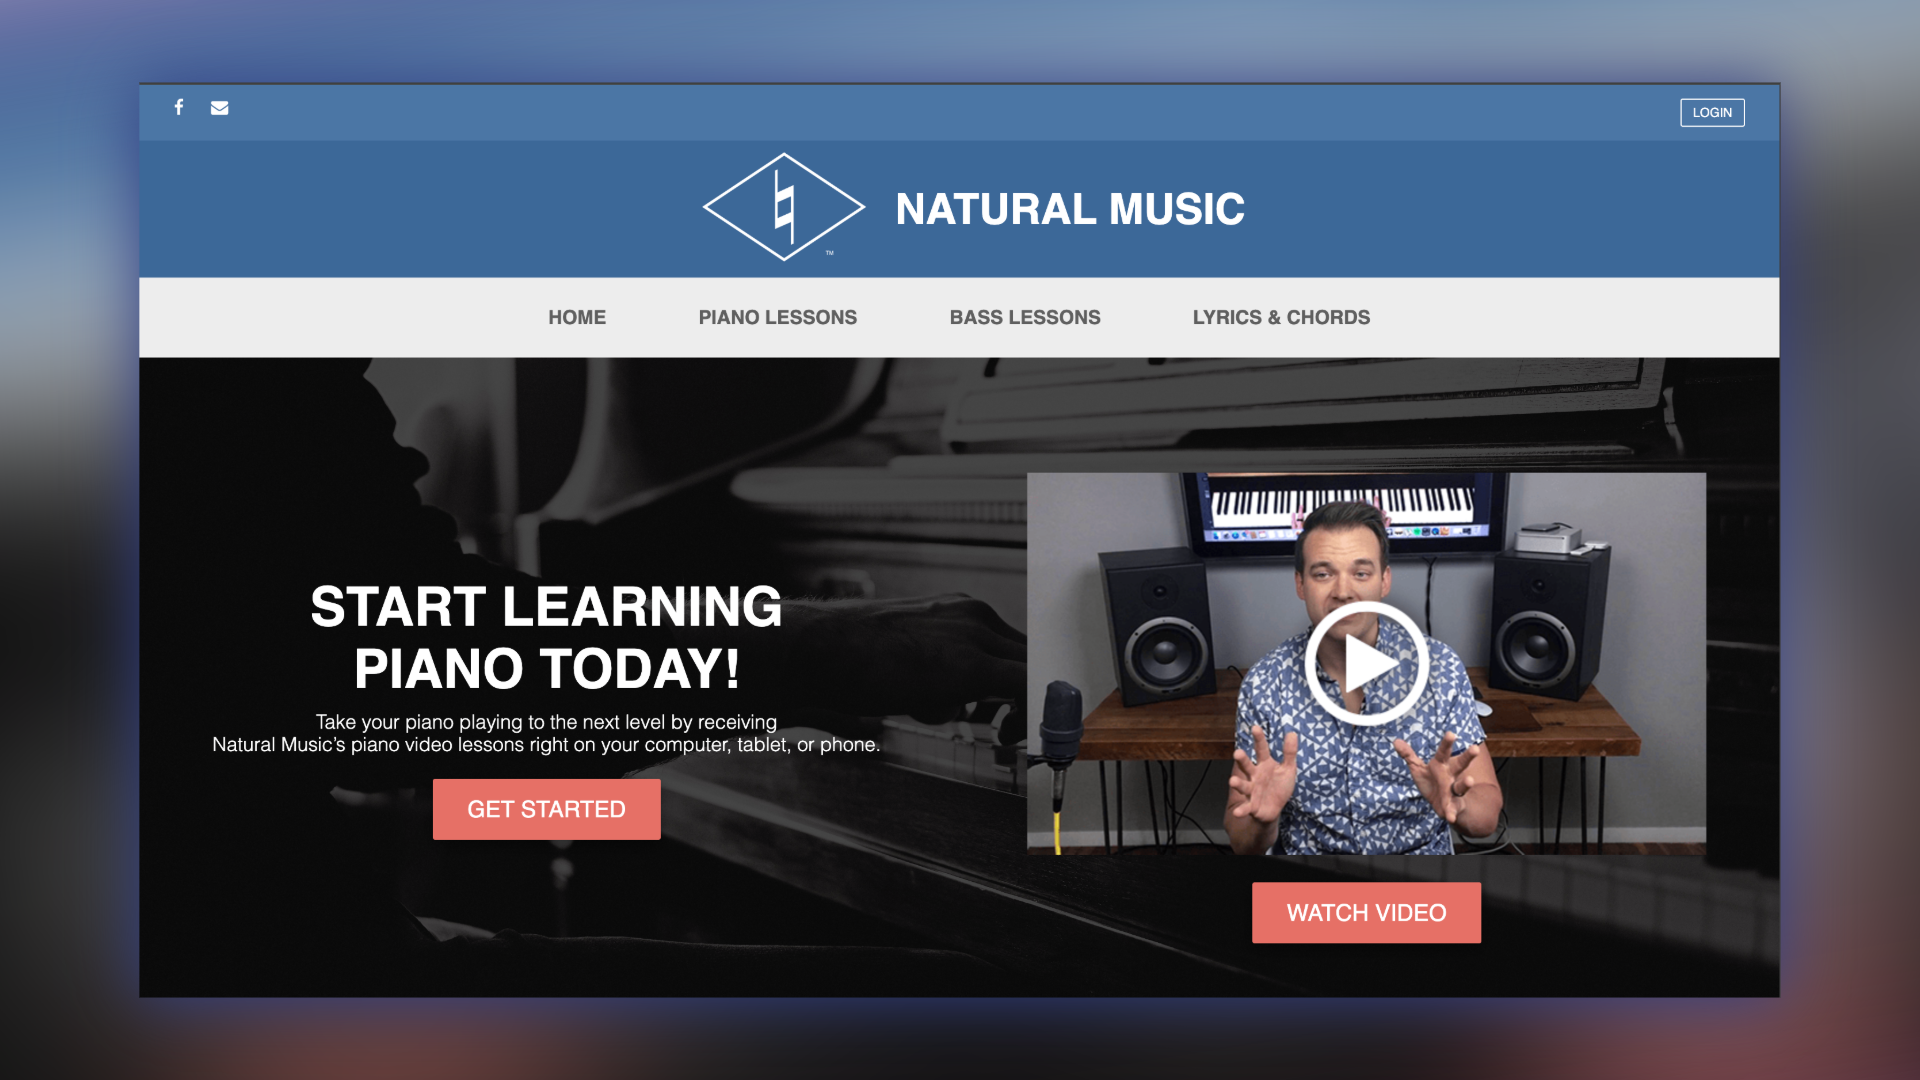 LOGIN
NATURAL MUSIC
TM
HOME
PIANO LESSONS
BASS LESSONS
LYRICS & CHORDS
START LEARNING
PIANO TODAY!
Take your piano playing to the next level by receiving
Natural Music's piano video lessons right on your computer, tablet, or phone.
GET STARTED
WATCH VIDEO